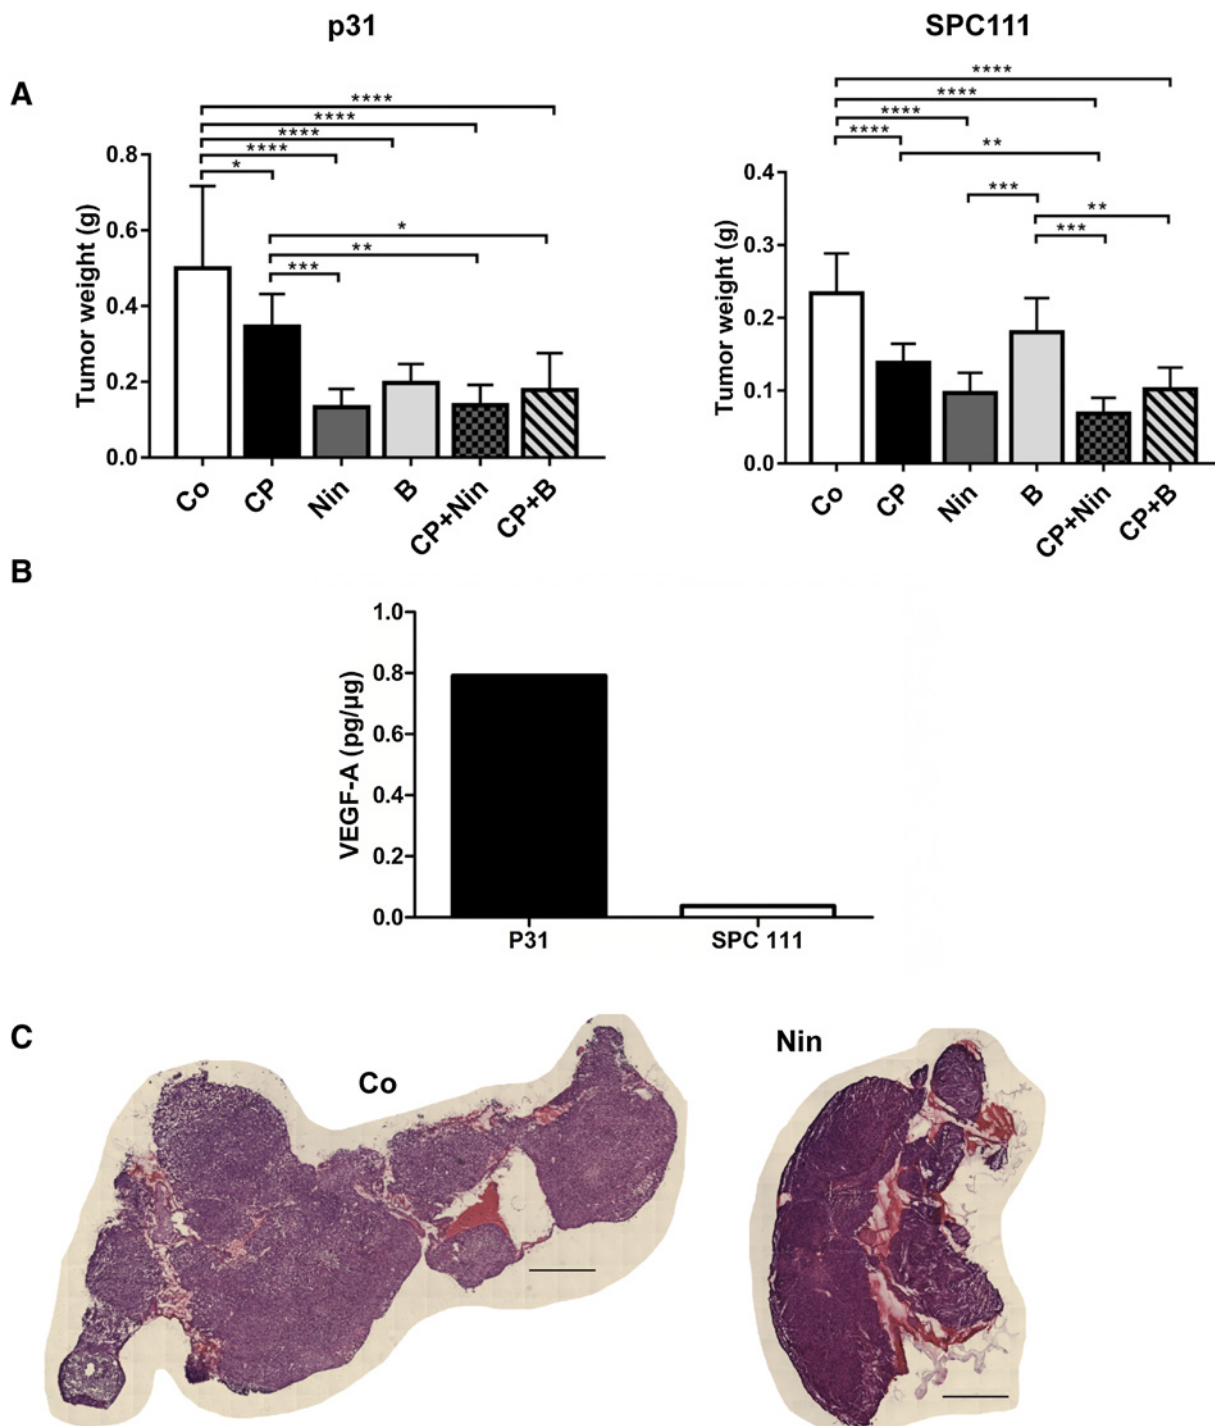 p31
SPC111
A
****
****
****
****
*
*
**
***
Tumor weight (g)
0.8
0.6
0.4
0.2
0.0
Co
CP
Nin
B
CP+Nin
CP+B
****
****
****
****
**
***
**
***
Tumor weight (g)
0.4
0.3
0.2
0.1
0.0
Co
CP
Nin
B
CP+Nin
CP+B
B
VEGF-A (pg/µg)
1.0
0.8
0.6
0.4
0.2
0.0
P31
SPC 111
C
Co
Nin